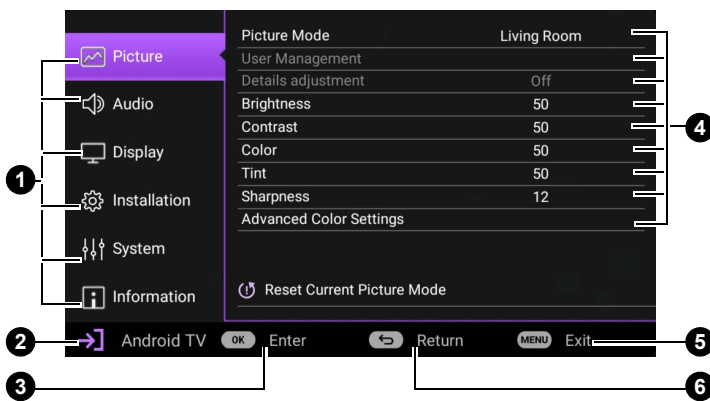 Picture
Audio
Display
Installation
System
Information
Picture Mode Living Room
User Management
Details adjustment Off
Brightness 50
Contrast 50
Color 50
Tint 50
Sharpness 12
Advanced Color Settings
Reset Current Picture Mode
Android TV OK Enter Return MENU Exit
1
2
3
4
5
6